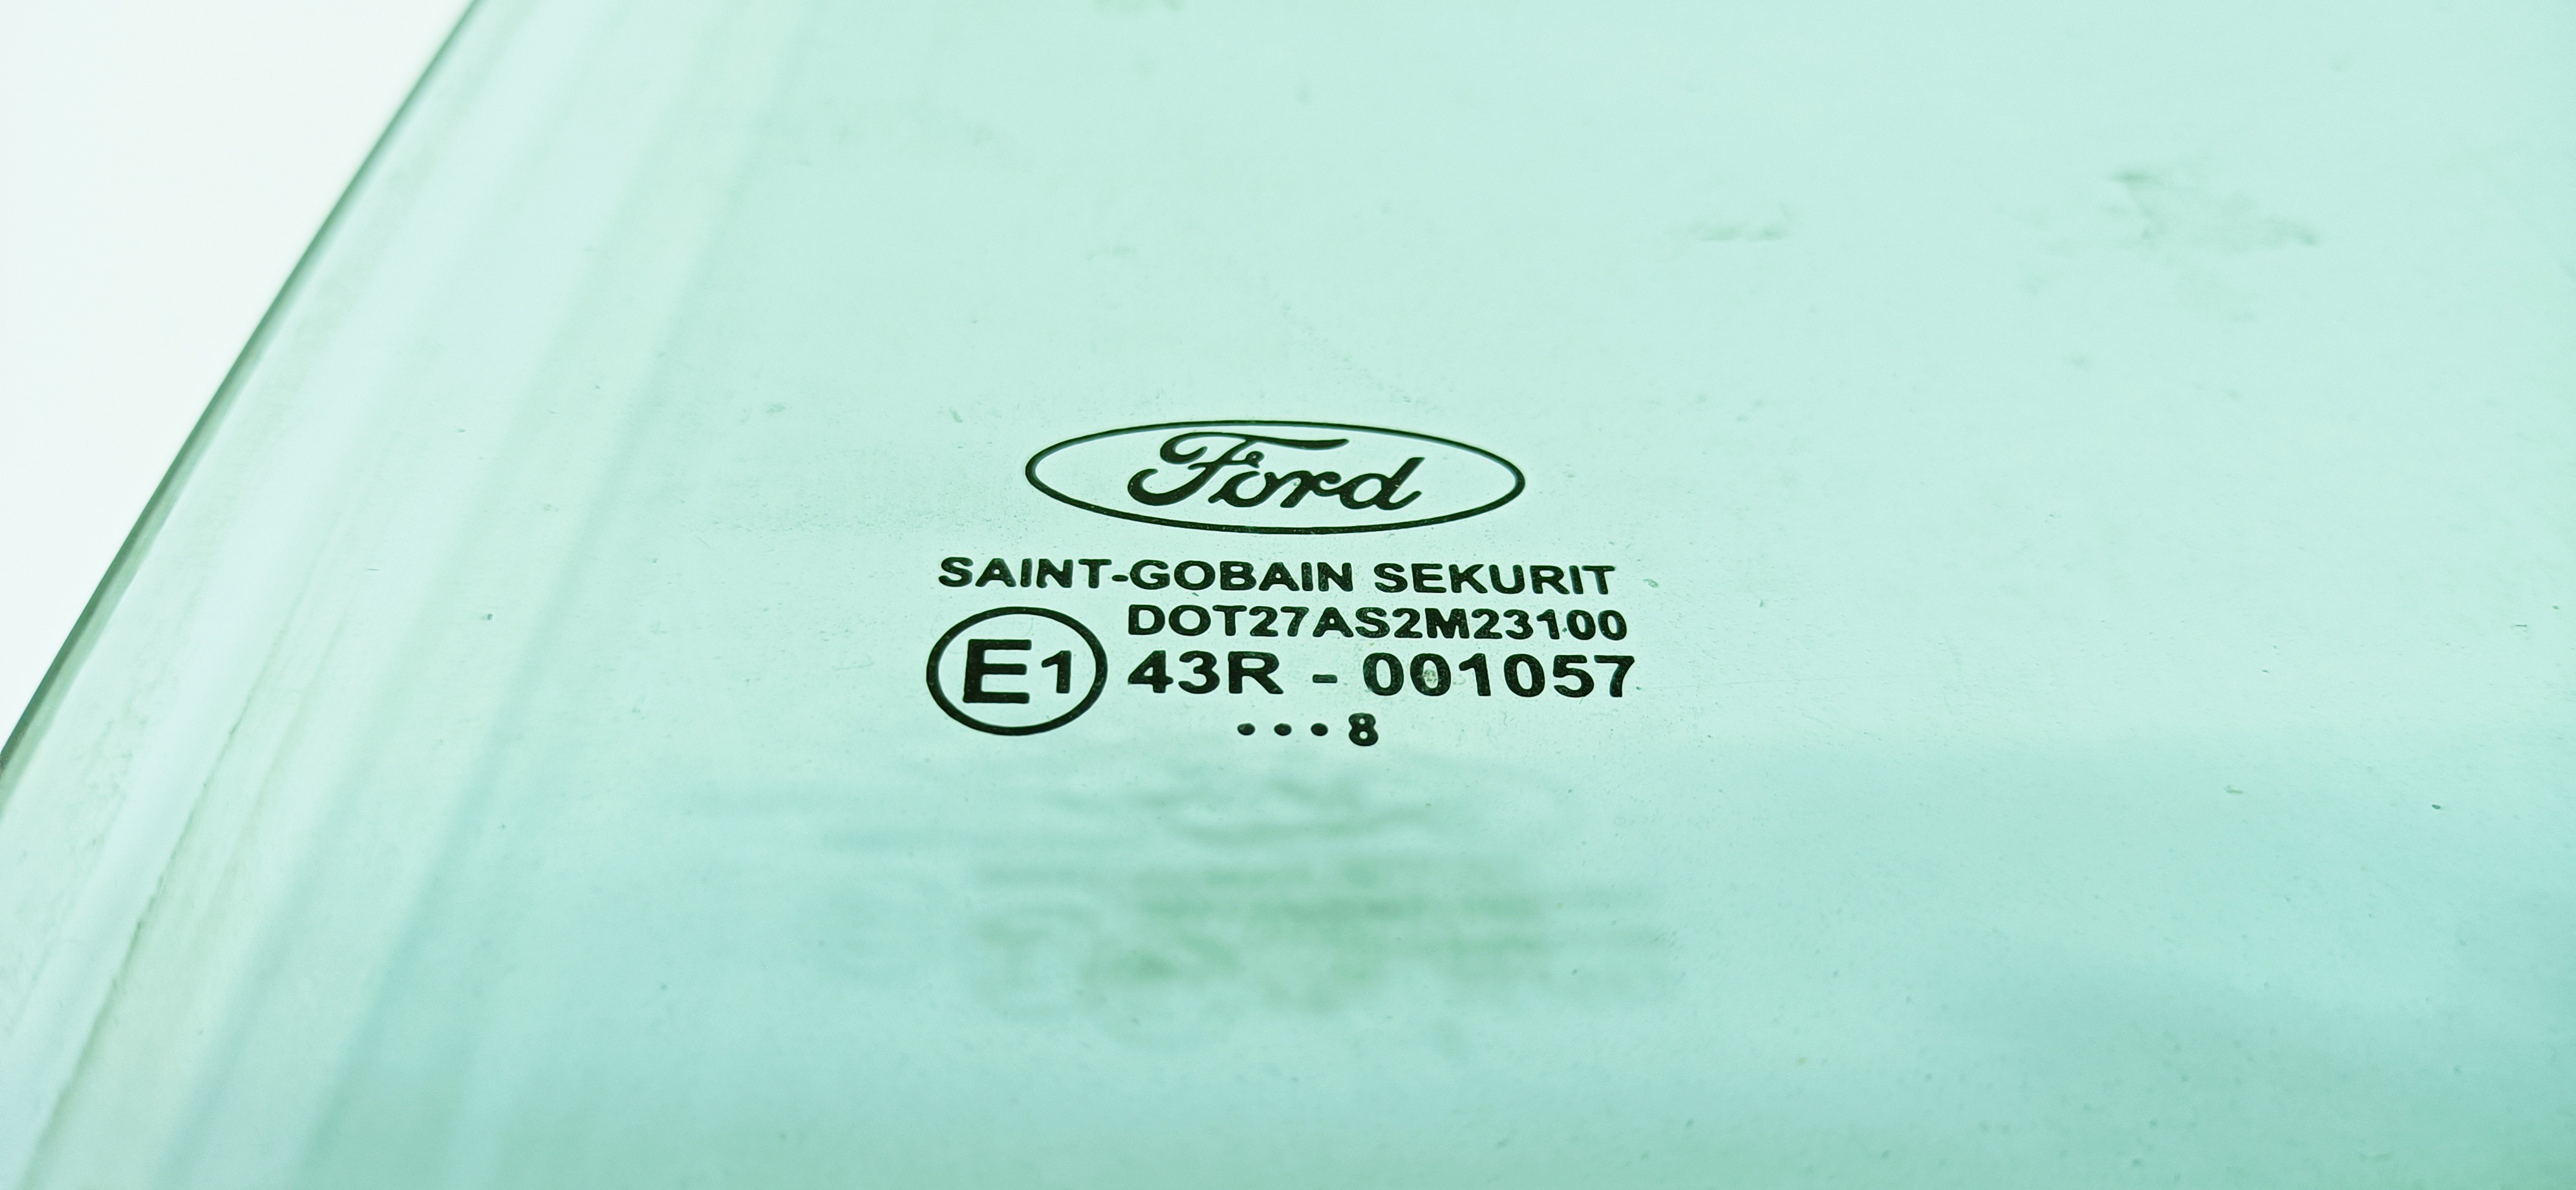 Ford
SAINT-GOBAIN SEKURIT
DOT27AS2M23100
E1 43R - 001057
•••8